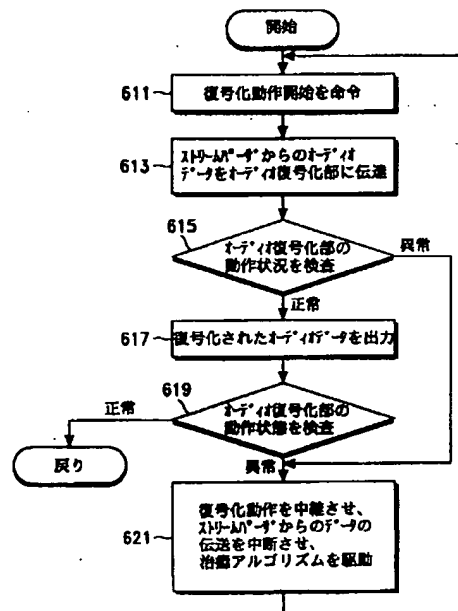 開始
611
復号化動作開始を命令
613
ｽﾄﾘｰﾑﾊﾟｰｻﾞからのｵｰﾃﾞｨｵ
ﾃﾞｰﾀをｵｰﾃﾞｨｵ復号化部に伝達
615
ｵｰﾃﾞｨｵ復号化部の
動作状況を検査
異常
正常
617
復号化されたｵｰﾃﾞｨｵﾃﾞｰﾀを出力
619
ｵｰﾃﾞｨｵ復号化部の
動作状態を検査
正常
戻り
異常
621
復号化動作を中継させ、
ｽﾄﾘｰﾑﾊﾟｰｻﾞからのﾃﾞｰﾀの
伝送を中断させ、
治癒アルゴリズムを駆動